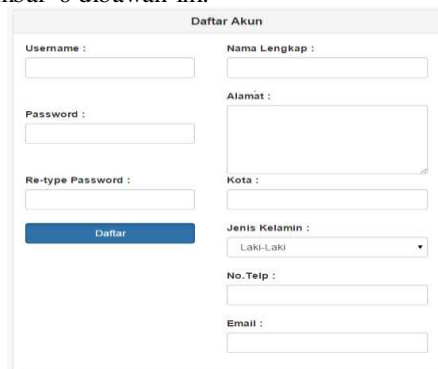 Daftar Akun
Username :
Password :
Re-type Password :
Daftar
Nama Lengkap :
Alamat :
Kota :
Jenis Kelamin :
Laki-Laki
No.Telp :
Email :